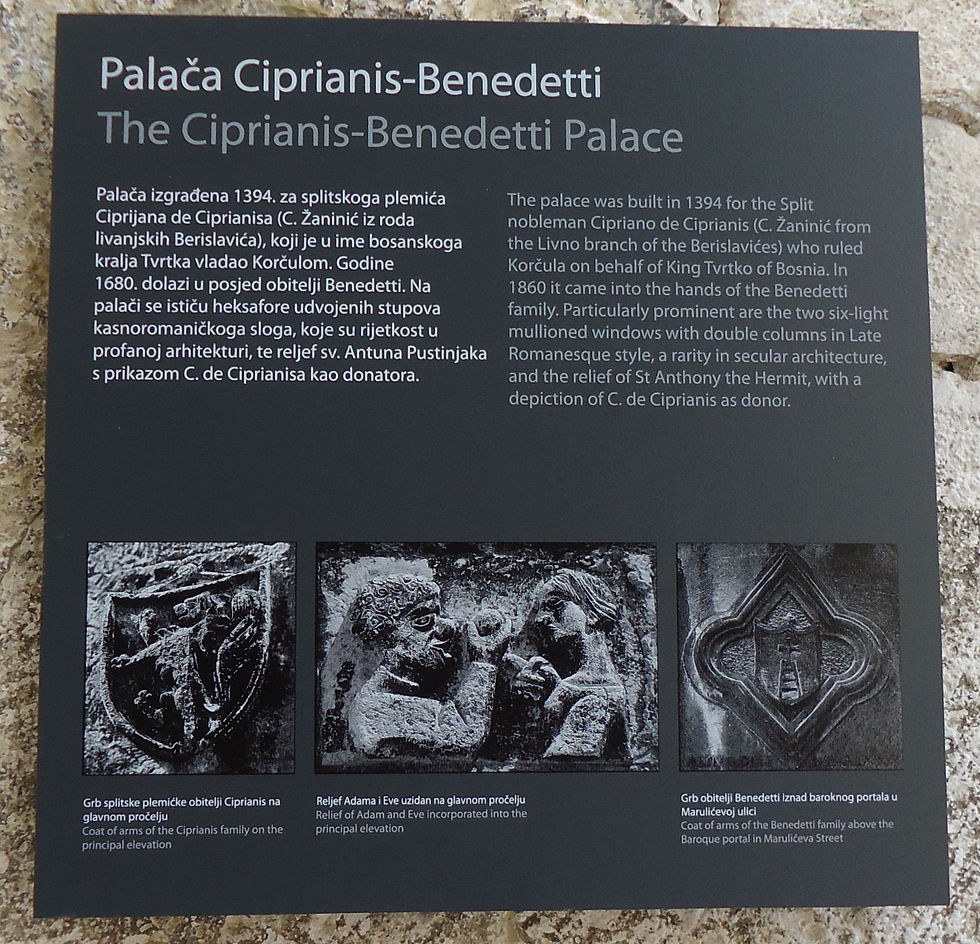 Palača Ciprianis-Benedetti
The Ciprianis-Benedetti Palace
Palača izgrađena 1394. za splitskoga plemića
Ciprijana de Ciprianisa (C. Žaninić iz roda
livanjskih Berislavića), koji je u ime bosanskoga
kralja Tvrtka vladao Korčulom. Godine
1680. dolazi u posjed obitelji Benedetti. Na
palači se ističu heksafore udvojenih stupova
kasnoromaničkoga sloga, koje su rijetkost u
profanoj arhitekturi, te reljef sv. Antuna Pustinjaka
s prikazom C. de Ciprianisa kao donatora.
The palace was built in 1394 for the Split
nobleman Cipriano de Ciprianis (C. Žaninić from
the Livno branch of the Berislavićes) who ruled
Korčula on behalf of King Tvrtko of Bosnia. In
1860 it came into the hands of the Benedetti
family. Particularly prominent are the two six-light
mullioned windows with double columns in Late
Romanesque style, a rarity in secular architecture,
and the relief of St Anthony the Hermit, with a
depiction of C. de Ciprianis as donor.
Grb splitske plemićke obitelji Ciprianis na
glavnom pročelju
Coat of arms of the Ciprianis family on the
principal elevation
Reljef Adama i Eve uzidan na glavnom pročelju
Relief of Adam and Eve incorporated into the
principal elevation
Grb obitelji Benedetti iznad baroknog portala u
Marulićevoj ulici
Coat of arms of the Benedetti family above the
Baroque portal in Marulićeva Street